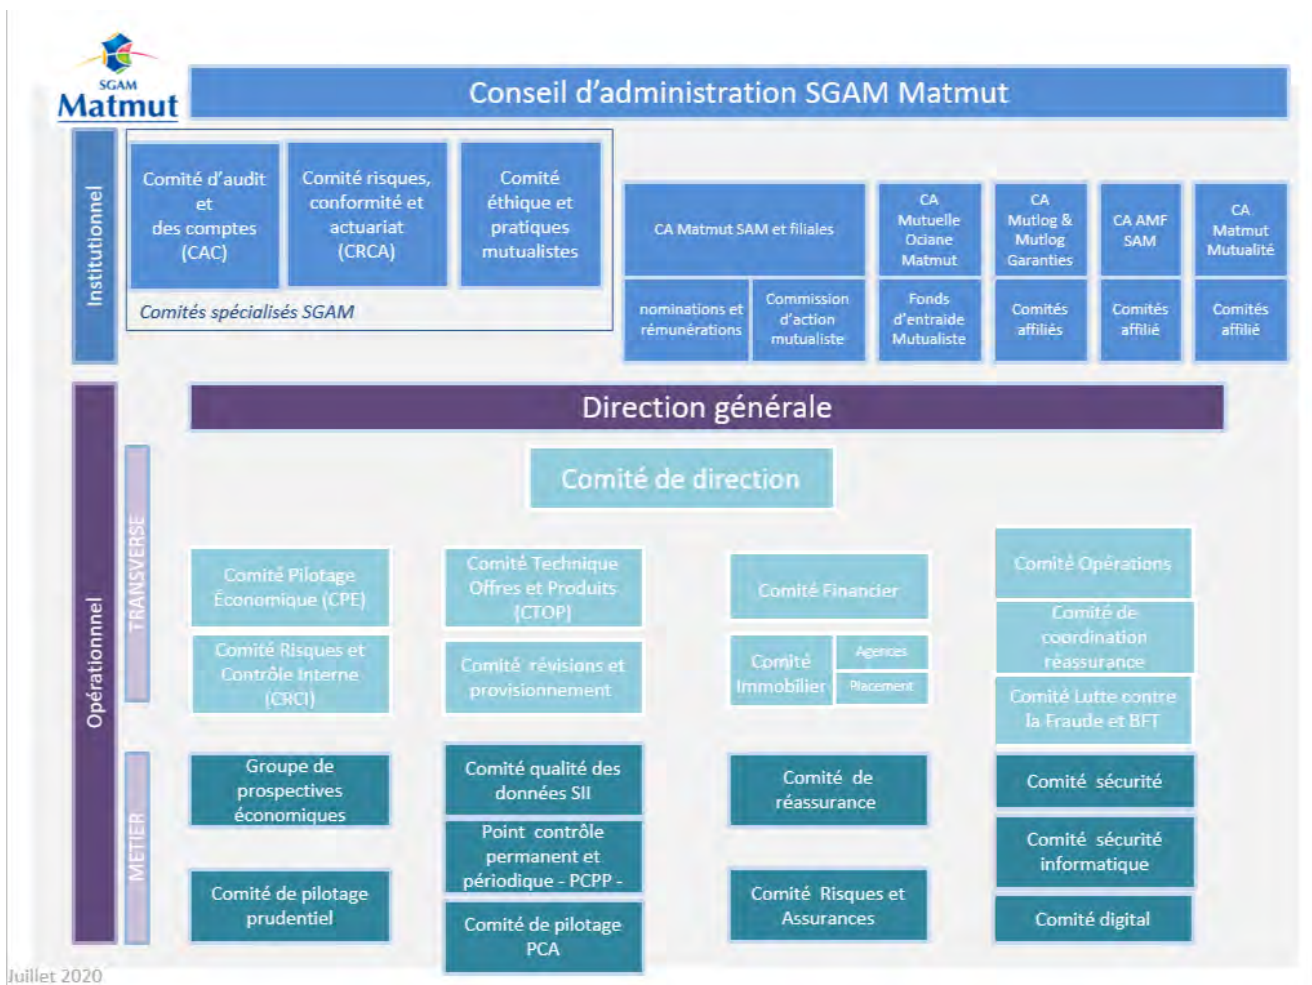 SGAM
Matmut
Conseil d'administration SGAM Matmut
Institutionnel
Comité d'audit
et
des comptes
(CAC)
Comité risques,
conformité et
actuariat
(CRCA)
Comité
éthique et
pratiques
mutualistes
Comités spécialisés SGAM
CA Matmut SAM et filiales
CA
Mutuelle
Ociane
Matmut
CA
Mutlog &
Mutlog
Garanties
CA AMF
SAM
CA
Matmut
Mutualité
nominations et
rémunérations
Commission
d'action
mutualiste
Fonds
d'entraide
Mutualiste
Comités
affiliés
Comités
affilié
Comités
affilié
Opérationnnel
Direction générale
TRANSVERSE
Comité de direction
Comité Pilotage
Économique (CPE)
Comité Technique
Offres et Produits
(CTOP)
Comité Financier
Comité Opérations
Comité Risques et
Contrôle Interne
(CRCI)
Comité révisions et
provisionnement
Comité
Immobilier
Agences
Placement
Comité de
coordination
réassurance
Comité Lutte contre
la Fraude et BFT
METIER
Groupe de
prospectives
économiques
Comité qualité des
données SII
Comité de
réassurance
Comité sécurité
Point contrôle
permanent et
périodique - PCPP -
Comité sécurité
informatique
Comité de pilotage
prudentiel
Comité de pilotage
PCA
Comité Risques et
Assurances
Comité digital
Juillet 2020